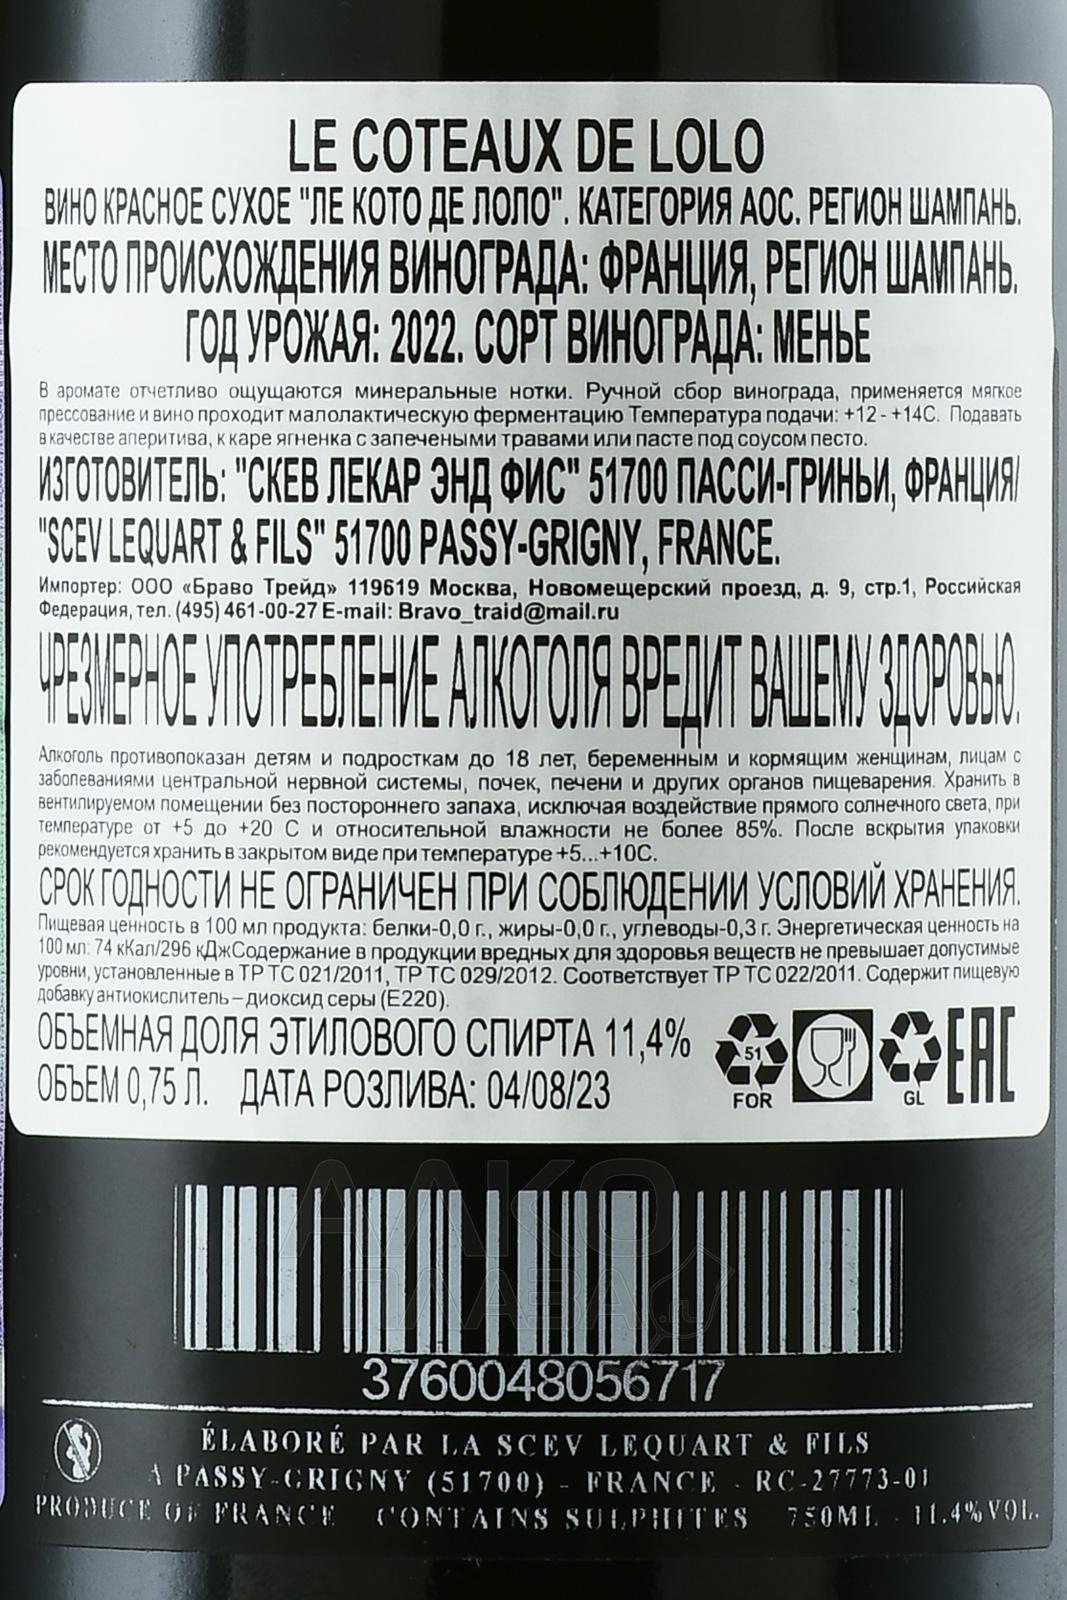 LE COTEAUX DE LOLO
ВИНО КРАСНОЕ СУХОЕ "ЛЕ КОТО ДЕ ЛОЛО". КАТЕГОРИЯ АОС. РЕГИОН ШАМПАНЬ.
МЕСТО ПРОИСХОЖДЕНИЯ ВИНОГРАДА: ФРАНЦИЯ, РЕГИОН ШАМПАНЬ.
ГОД УРОЖАЯ: 2022. СОРТ ВИНОГРАДА: МЕНЬЕ
В аромате отчетливо ощущаются минеральные нотки. Ручной сбор винограда, применяется мягкое
прессование и вино проходит малолактическую ферментацию Температура подачи: +12 - +14С. Подавать
в качестве аперитива, к каре ягненка с запечеными травами или пасте под соусом песто.
ИЗГОТОВИТЕЛЬ: "СКЕВ ЛЕКАР ЭНД ФИС" 51700 ПАССИ-ГРИНЬИ, ФРАНЦИЯ/
"SCEV LEQUART & FILS" 51700 PASSY-GRIGNY, FRANCE.
Импортер: ООО «Браво Трейд» 119619 Москва, Новомещерский проезд, д. 9, стр.1, Российская
Федерация, тел. (495) 461-00-27 E-mail: Bravo_traid@mail.ru
ЧРЕЗМЕРНОЕ УПОТРЕБЛЕНИЕ АЛКОГОЛЯ ВРЕДИТ ВАШЕМУ ЗДОРОВЬЮ.
Алкоголь противопоказан детям и подросткам до 18 лет, беременным и кормящим женщинам, лицам с
заболеваниями центральной нервной системы, почек, печени и других органов пищеварения. Хранить в
вентилируемом помещении без постороннего запаха, исключая воздействие прямого солнечного света, при
температуре от +5 до +20 С и относительной влажности не более 85%. После вскрытия упаковки
рекомендуется хранить в закрытом виде при температуре +5...+10С.
СРОК ГОДНОСТИ НЕ ОГРАНИЧЕН ПРИ СОБЛЮДЕНИИ УСЛОВИЙ ХРАНЕНИЯ.
Пищевая ценность в 100 мл продукта: белки-0,0 г., жиры-0,0 г., углеводы-0,3 г. Энергетическая ценность на
100 мл: 74 кКал/296 кДжСодержание в продукции вредных для здоровья веществ не превышает допустимые
уровни, установленные в ТР ТС 021/2011, ТР ТС 029/2012. Соответствует ТР ТС 022/2011. Содержит пищевую
добавку антиокислитель – диоксид серы (Е220).
ОБЪЕМНАЯ ДОЛЯ ЭТИЛОВОГО СПИРТА 11,4%
ОБЪЕМ 0,75 Л. ДАТА РОЗЛИВА: 04/08/23
51
FOR
GL
EAC
АЛКО
ПЛАЗА
3760048056717
ÉLABORÉ PAR LA SCEV LEQUART & FILS
A PASSY-GRIGNY (51700) - FRANCE - RC-27773-01
PRODUCE OF FRANCE CONTAINS SULPHITES 750ML - 11.4%VOL.